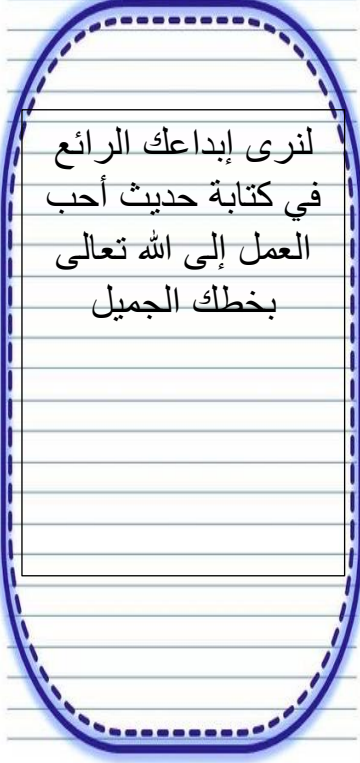 لنرى إبداعك الرائع
في كتابة حديث أحب
العمل إلى الله تعالى
بخطك الجميل